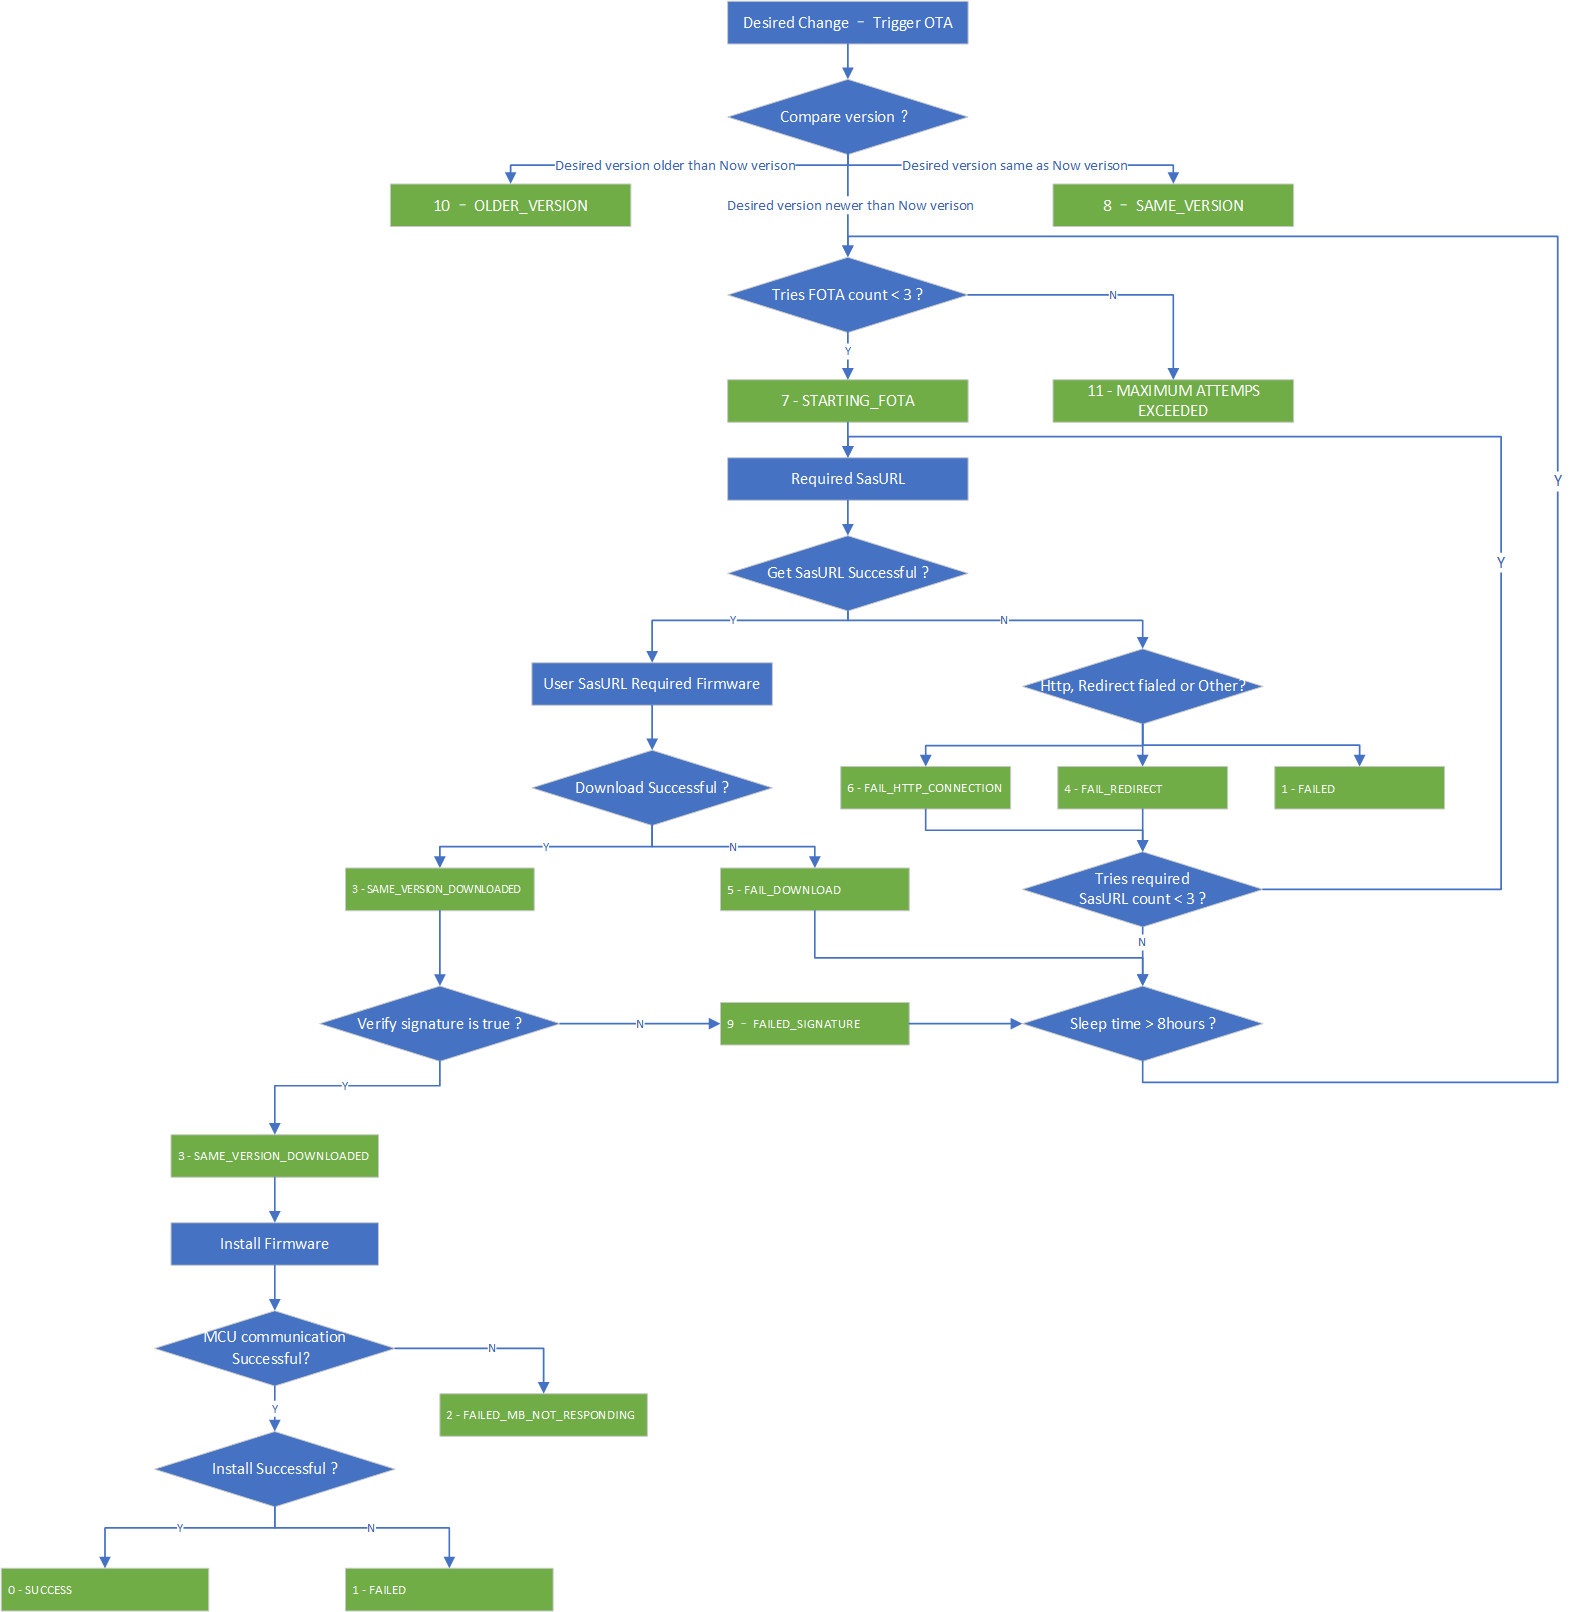 Desired Change － Trigger OTA
Compare version ?
Desired version older than Now verison
Desired version same as Now verison
10 － OLDER_VERSION
Desired version newer than Now verison
8 － SAME_VERSION
Tries FOTA count < 3 ?
N
Y
7 - STARTING_FOTA
11 - MAXIMUM ATTEMPS
EXCEEDED
Required SasURL
Y
Y
Get SasURL Successful ?
Y
N
User SasURL Required Firmware
Http, Redirect fialed or Other?
Download Successful ?
6 - FAIL_HTTP_CONNECTION
4 - FAIL_REDIRECT
1 - FAILED
Y
N
3 - SAME_VERSION_DOWNLOADED
5 - FAIL_DOWNLOAD
Tries required
SasURL count < 3 ?
N
Verify signature is true ?
N
9 － FAILED_SIGNATURE
Sleep time > 8hours ?
Y
3 - SAME_VERSION_DOWNLOADED
Install Firmware
MCU communication
Successful?
N
Y
2 - FAILED_MB_NOT_RESPONDING
Install Successful ?
Y
N
0 - SUCCESS
1 - FAILED